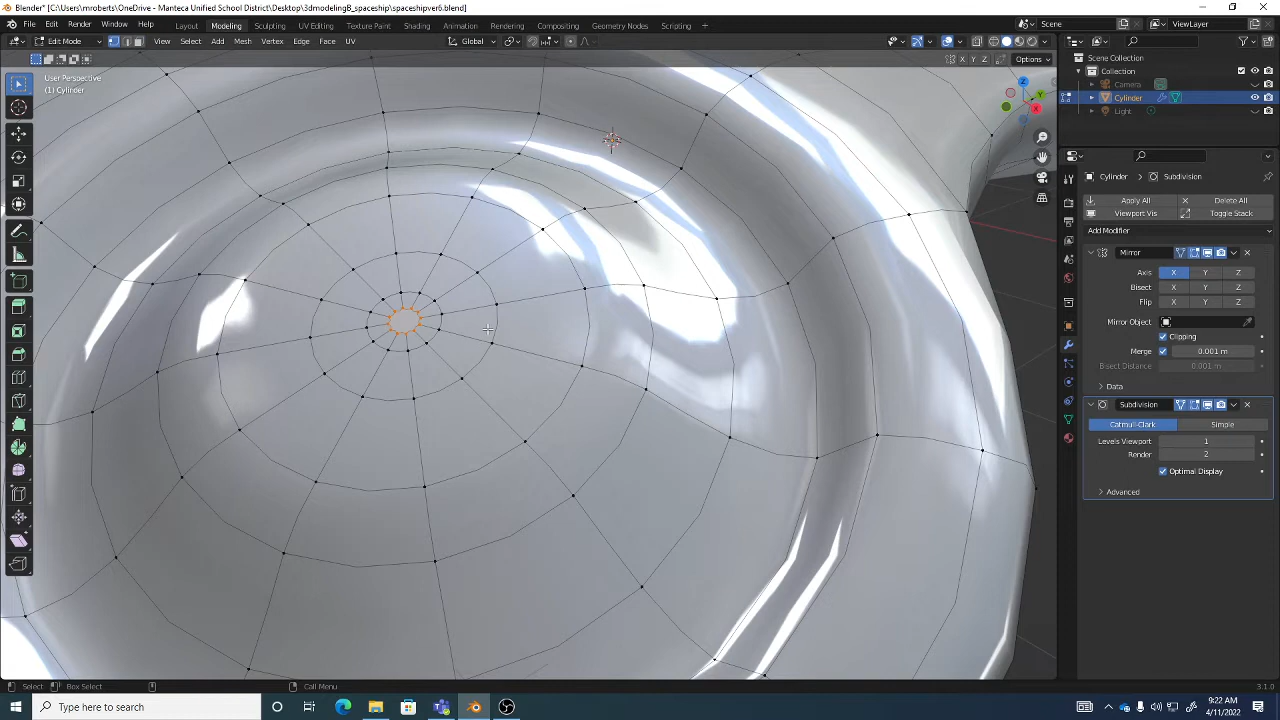 Blender* [C:\Users\mroberts\OneDrive - Manteca Unified School District\Desktop\3dmodelingB_spaceship\spaceshipver6.blend]
File Edit Render Window Help Layout Modeling Sculpting UV Editing Texture Paint Shading Animation Rendering Compositing Geometry Nodes Scripting + Scene ViewLayer
Edit Mode View Select Add Mesh Vertex Edge Face UV Global
X Y Z Options
User Perspective
(1) Cylinder
Scene Collection
Collection
Camera
Cylinder
Light
Z
Y
X
Cylinder > Subdivision
Apply All Delete All
Viewport Vis Toggle Stack
Add Modifier
Mirror
Axis X Y Z
Bisect X Y Z
Flip X Y Z
Mirror Object
Clipping
Merge 0.001 m
Bisect Distance 0.001 m
Data
Subdivision
Catmull-Clark Simple
Levels Viewport 1
Render 2
Optimal Display
Advanced
Select Box Select Call Menu 3.1.0
Type here to search
9:22 AM
4/11/2022